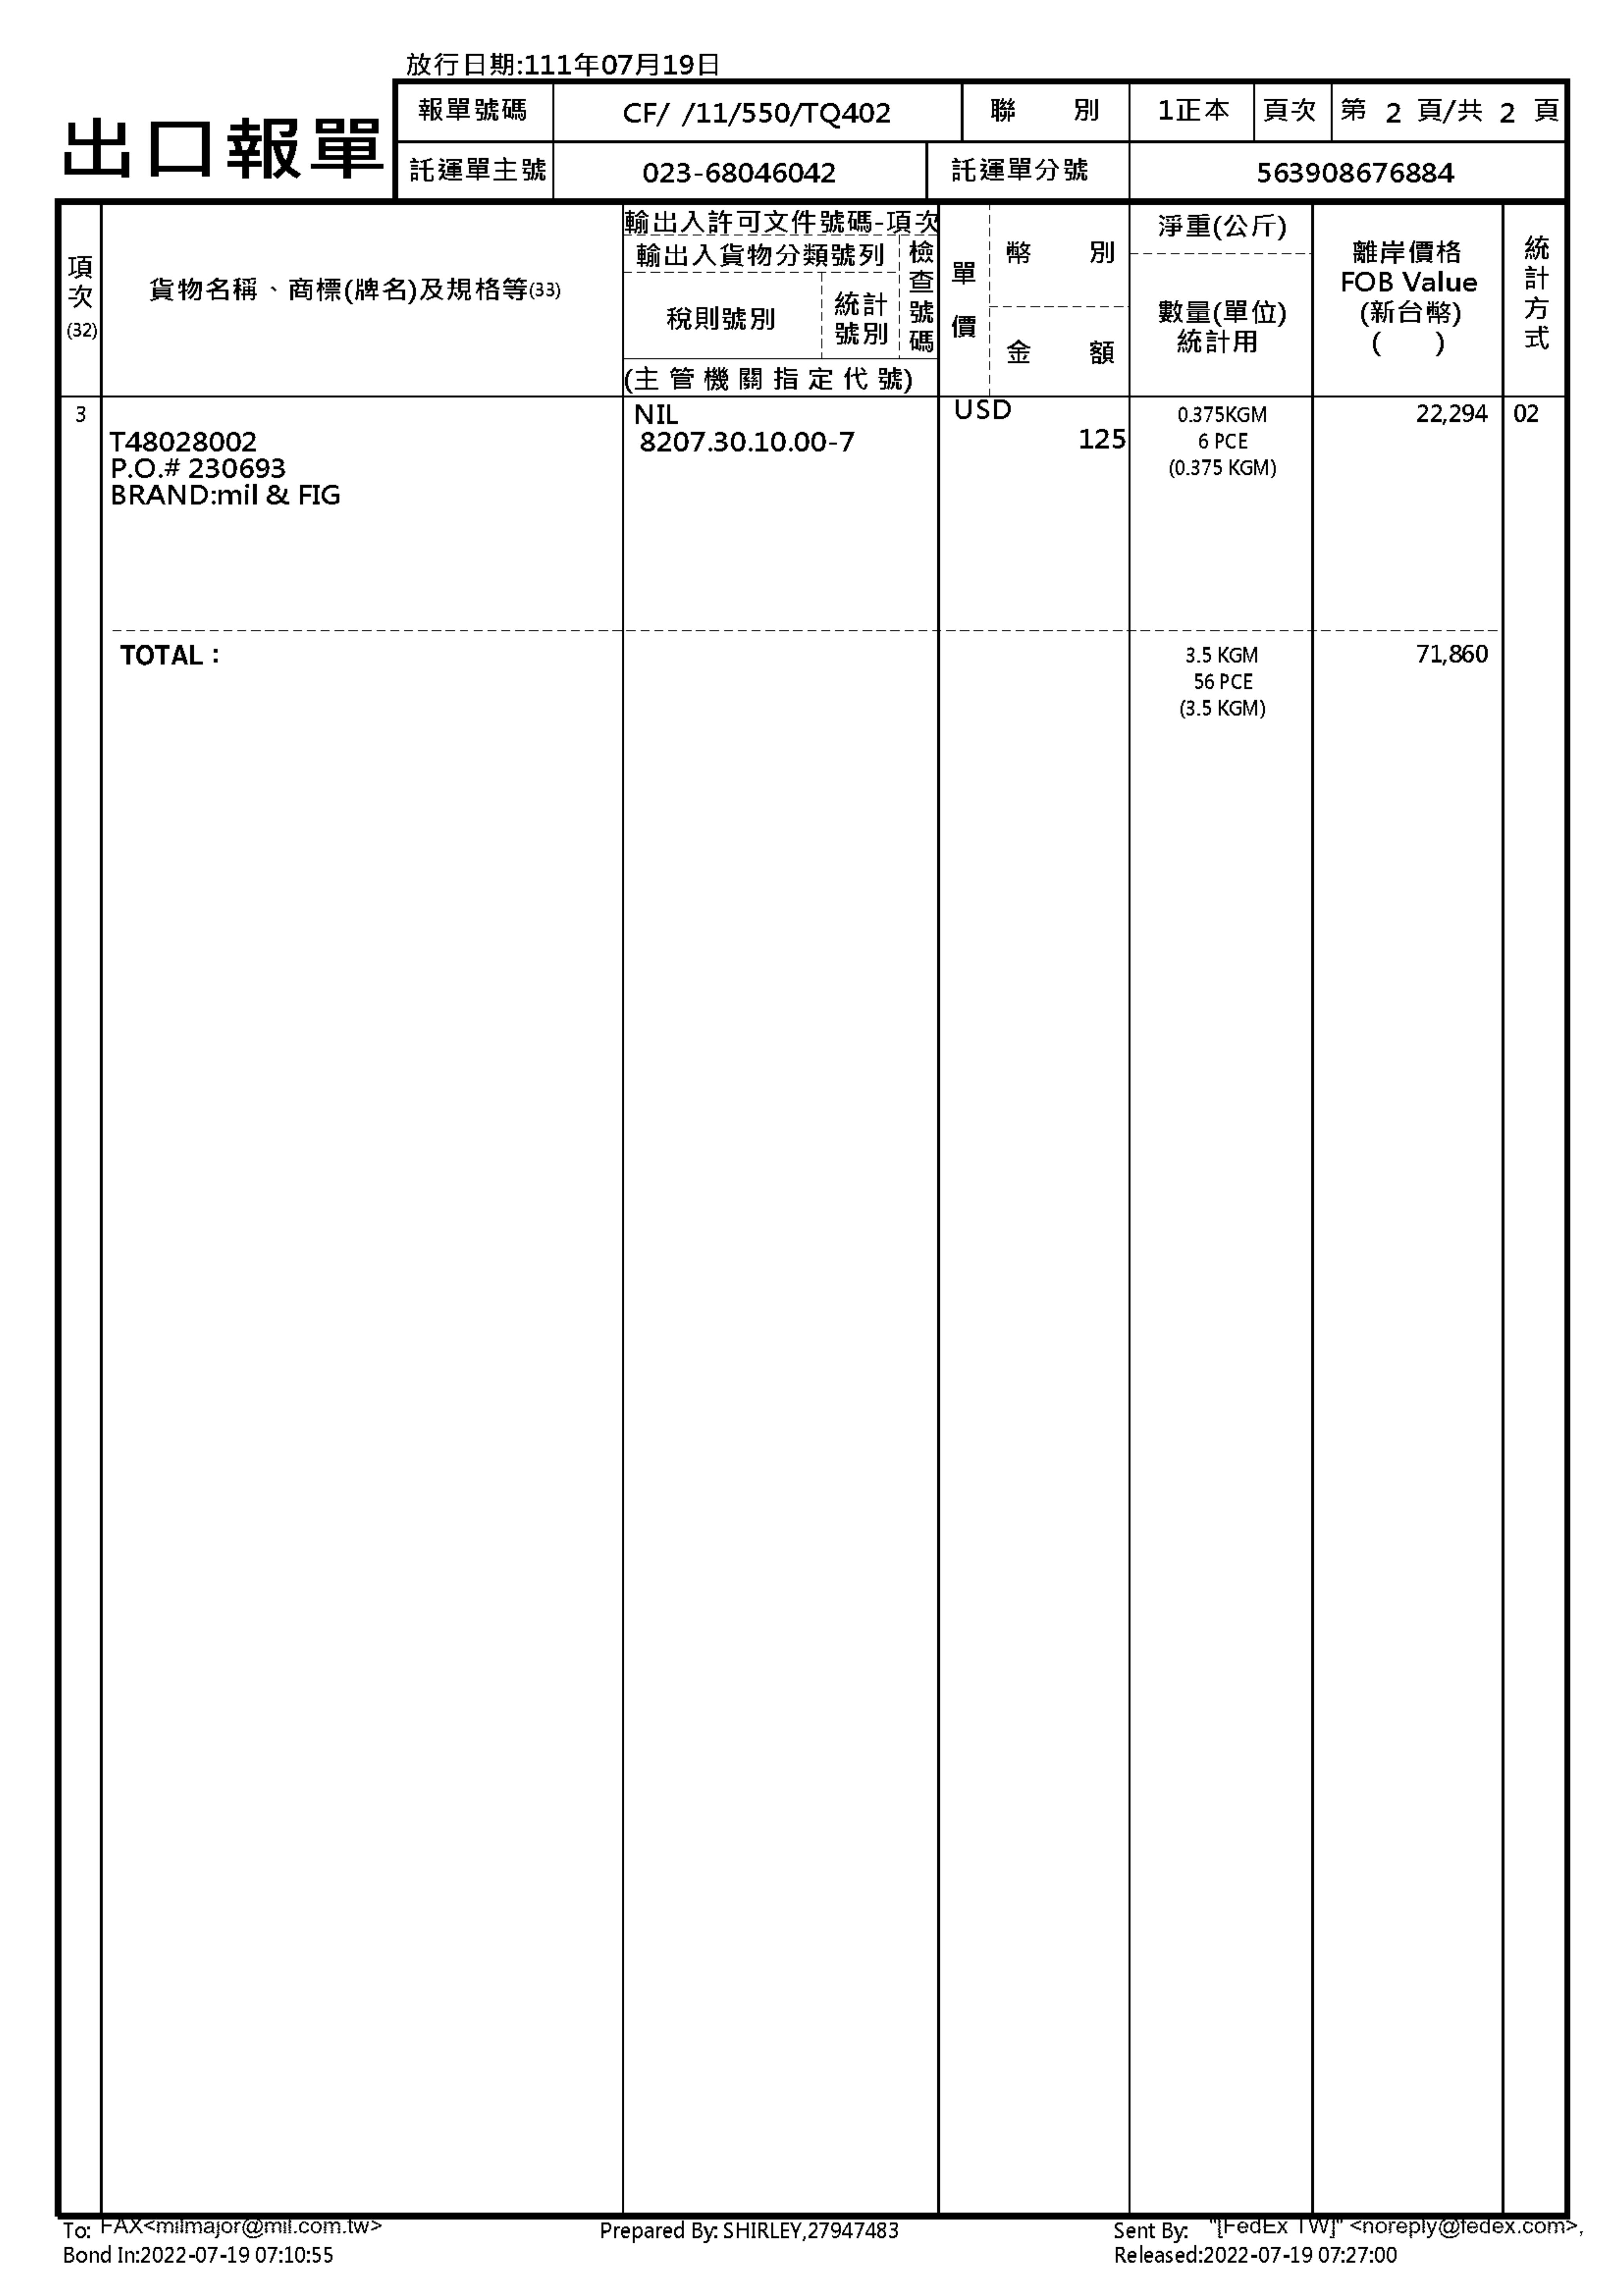 放行日期:111年07月19日
出口報單
報單號碼 CF/ /11/550/TQ402 聯 別 1正本 頁次 第 2 頁/共 2 頁
託運單主號 023-68046042 託運單分號 563908676884
項次(32)
貨物名稱、商標(牌名)及規格等(33)
輸出入許可文件號碼-項次
輸出入貨物分類號列
檢查號碼
稅則號別
統計號別
(主管機關指定代號)
單價
幣 別
金 額
淨重(公斤)
數量(單位)
統計用
離岸價格
FOB Value
(新台幣)
( )
統計方式
3 NIL USD 0.375KGM 22,294 02
T48028002 8207.30.10.00-7 125 6 PCE
P.O.# 230693 (0.375 KGM)
BRAND:mil & FIG
TOTAL : 3.5 KGM 71,860
56 PCE
(3.5 KGM)
To: FAX<milmajor@mil.com.tw> Prepared By: SHIRLEY,27947483 Sent By: "[FedEx TW]" <noreply@fedex.com>,
Bond In:2022-07-19 07:10:55 Released:2022-07-19 07:27:00